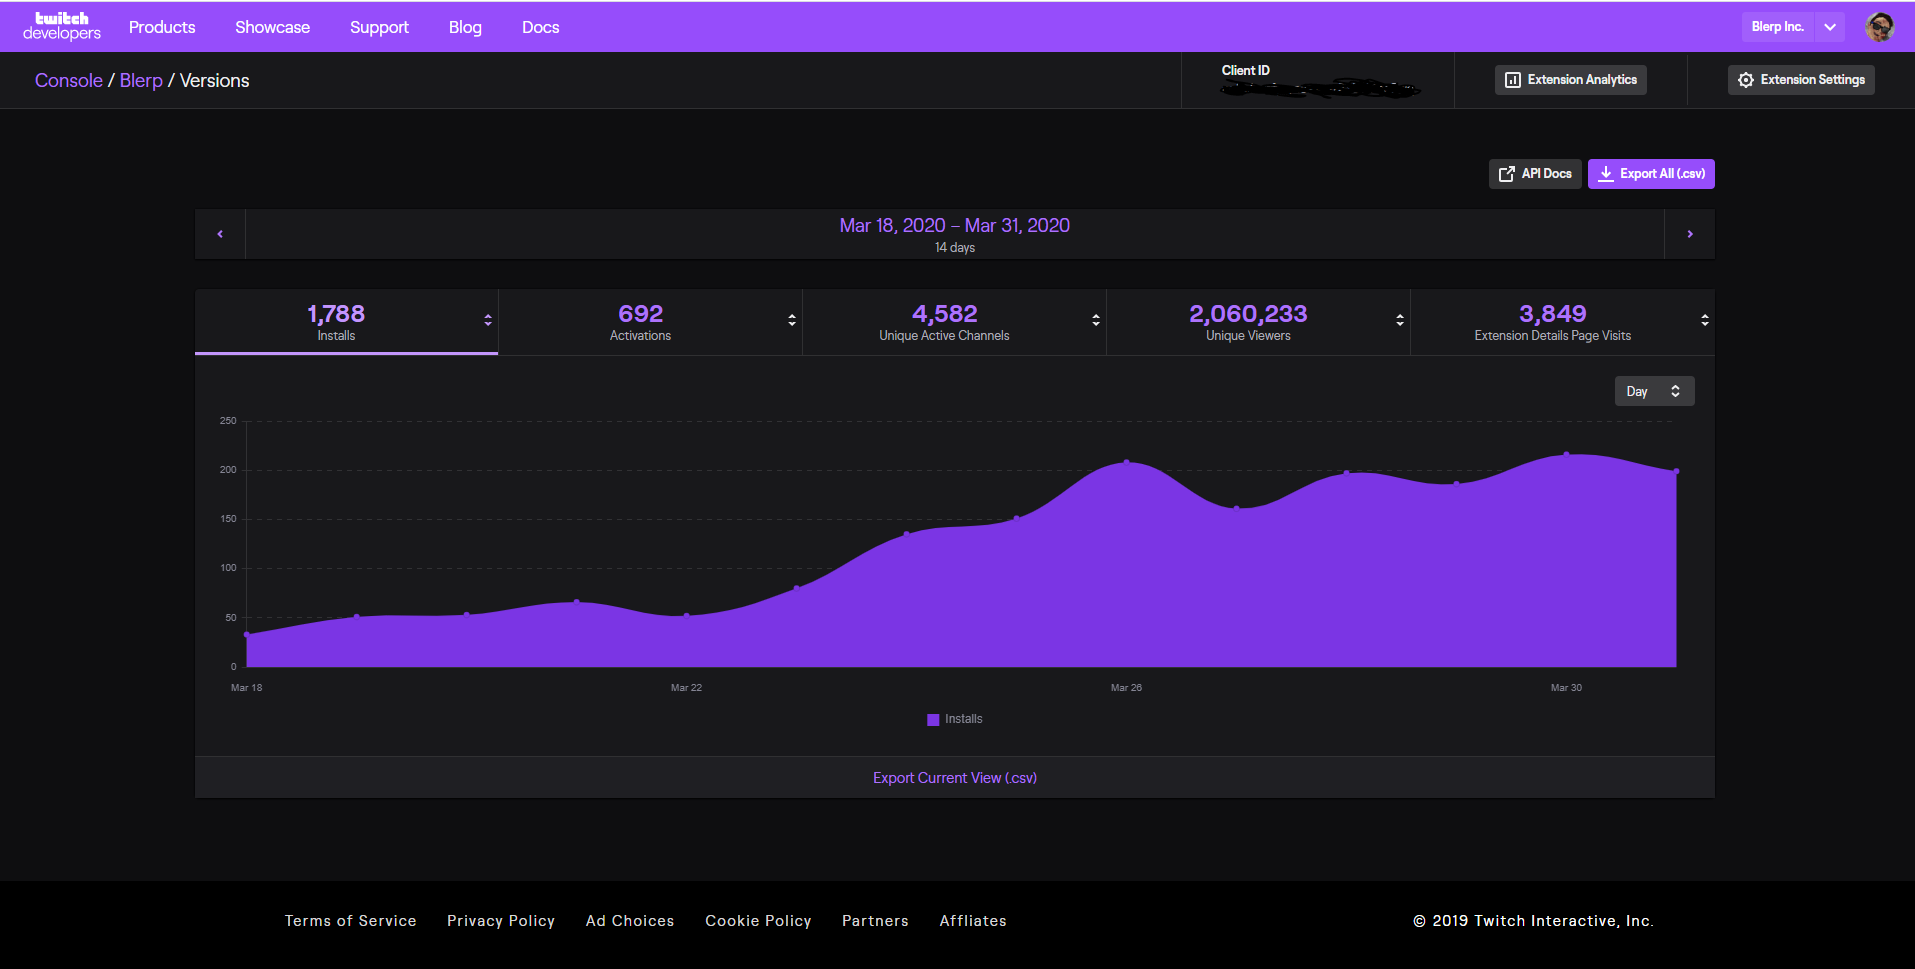 twitch
developers
Products
Showcase
Support
Blog
Docs
Blerp Inc.
Console / Blerp / Versions
Client ID
Extension Analytics
Extension Settings
API Docs
Export All (.csv)
Mar 18, 2020 – Mar 31, 2020
14 days
1,788
Installs
692
Activations
4,582
Unique Active Channels
2,060,233
Unique Viewers
3,849
Extension Details Page Visits
Day
250
200
150
100
50
0
Mar 18
Mar 22
Mar 26
Mar 30
Installs
Export Current View (.csv)
Terms of Service
Privacy Policy
Ad Choices
Cookie Policy
Partners
Affliates
© 2019 Twitch Interactive, Inc.